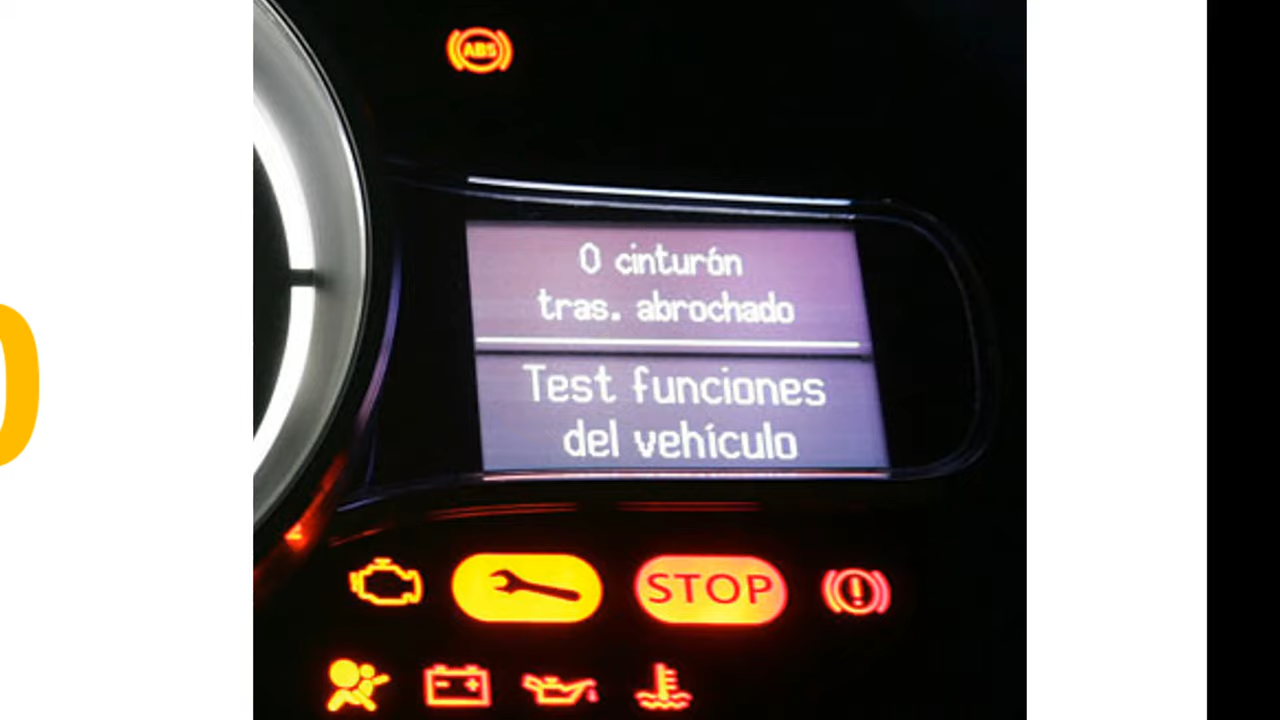 ABS
0 cinturón
tras. abrochado
Test funciones
del vehículo
STOP